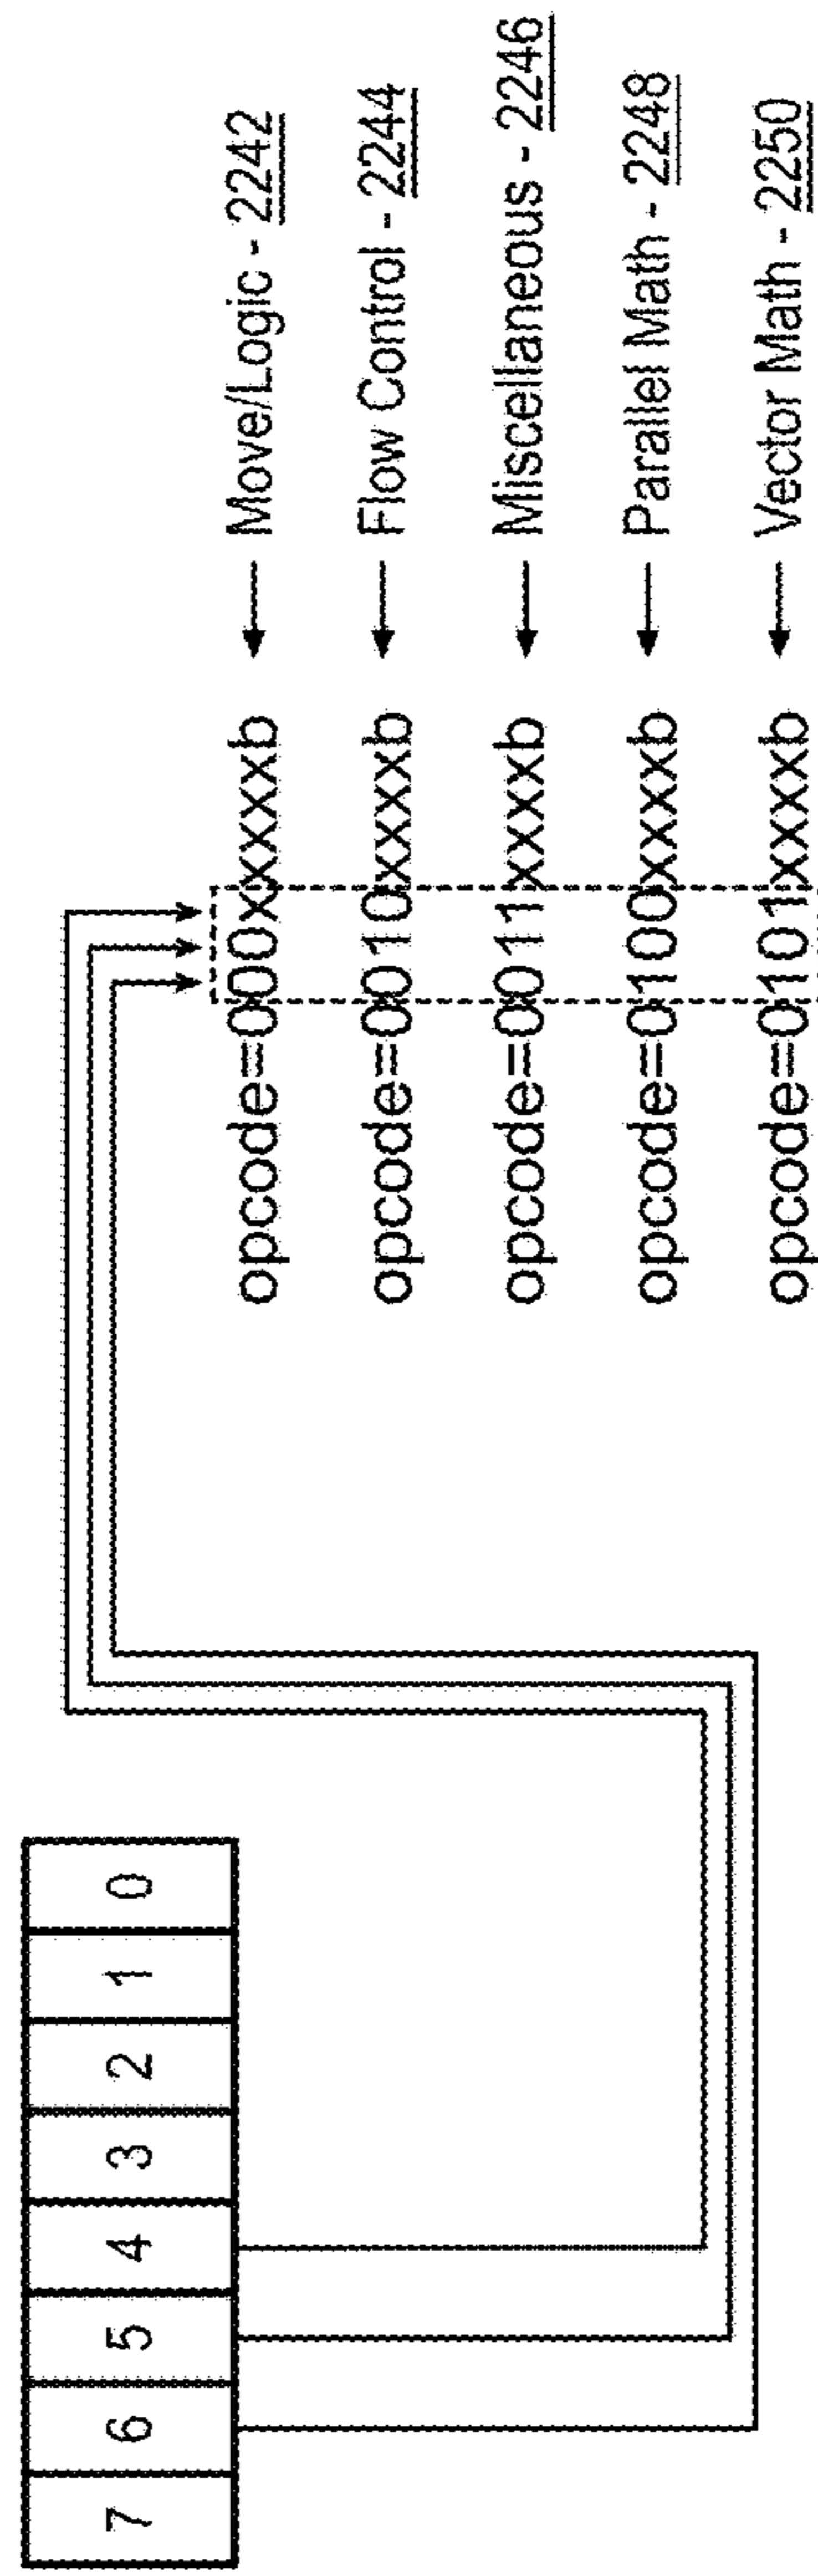 7 6 5 4 3 2 1 0
opcode=000xxxxxb ← Move/Logic - 2242
opcode=0010xxxxb ← Flow Control - 2244
opcode=0011xxxxb ← Miscellaneous - 2246
opcode=0100xxxxb ← Parallel Math - 2248
opcode=0101xxxxb ← Vector Math - 2250